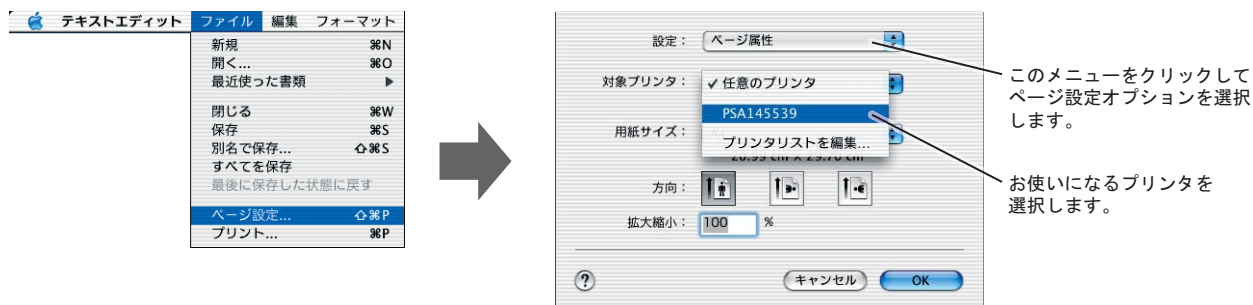 テキストエディット ファイル 編集 フォーマット
新規 ⌘N
開く... ⌘O
最近使った書類 ▶
閉じる ⌘W
保存 ⌘S
別名で保存... ⇧⌘S
すべてを保存
最後に保存した状態に戻す
ページ設定... ⇧⌘P
プリント... ⌘P
設定： ページ属性
対象プリンタ： ✓ 任意のプリンタ
PSA145539
プリンタリストを編集...
用紙サイズ：
20.99 cm x 29.70 cm
方向：
拡大縮小： 100 %
? キャンセル OK
このメニューをクリックして
ページ設定オプションを選択
します。
お使いになるプリンタを
選択します。